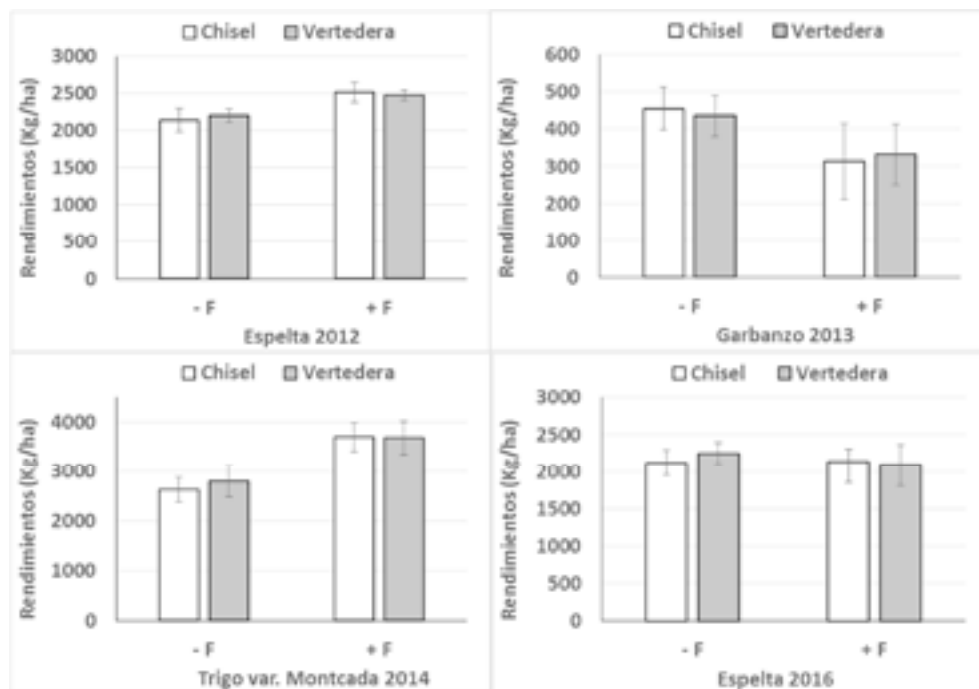 Chisel Vertedera
Rendimientos (Kg/ha)
3000
2500
2000
1500
1000
500
0
- F + F
Espelta 2012
Chisel Vertedera
Rendimientos (Kg/ha)
600
500
400
300
200
100
0
- F + F
Garbanzo 2013
Chisel Vertedera
Rendimientos (Kg/ha)
4000
3000
2000
1000
0
- F + F
Trigo var. Montcada 2014
Chisel Vertedera
Rendimientos (Kg/ha)
3000
2500
2000
1500
1000
500
0
- F + F
Espelta 2016